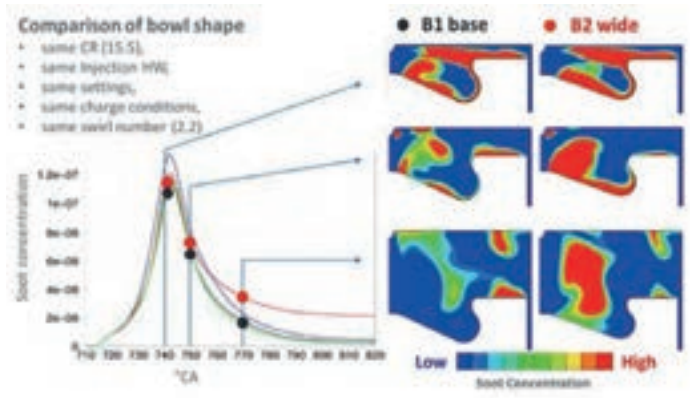 Comparison of bowl shape
• same CR (15.5),
• same Injection HW,
• same settings,
• same charge conditions,
• same swirl number (2.2)
B1 base
B2 wide
Soot concentration
1.2e-07
1e-07
8e-08
6e-08
4e-08
2e-08
0
710 720 730 740 750 760 770 780 790 800 810 820
°CA
Low
High
Soot Concentration